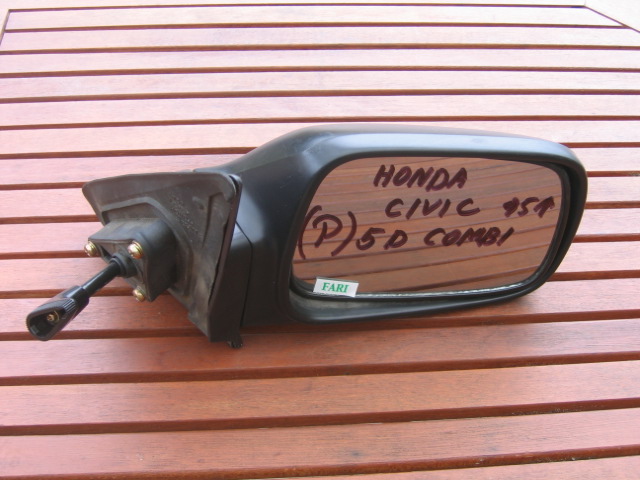 HONDA
CIVIC 95↑
(P) 5D COMBI
FARI